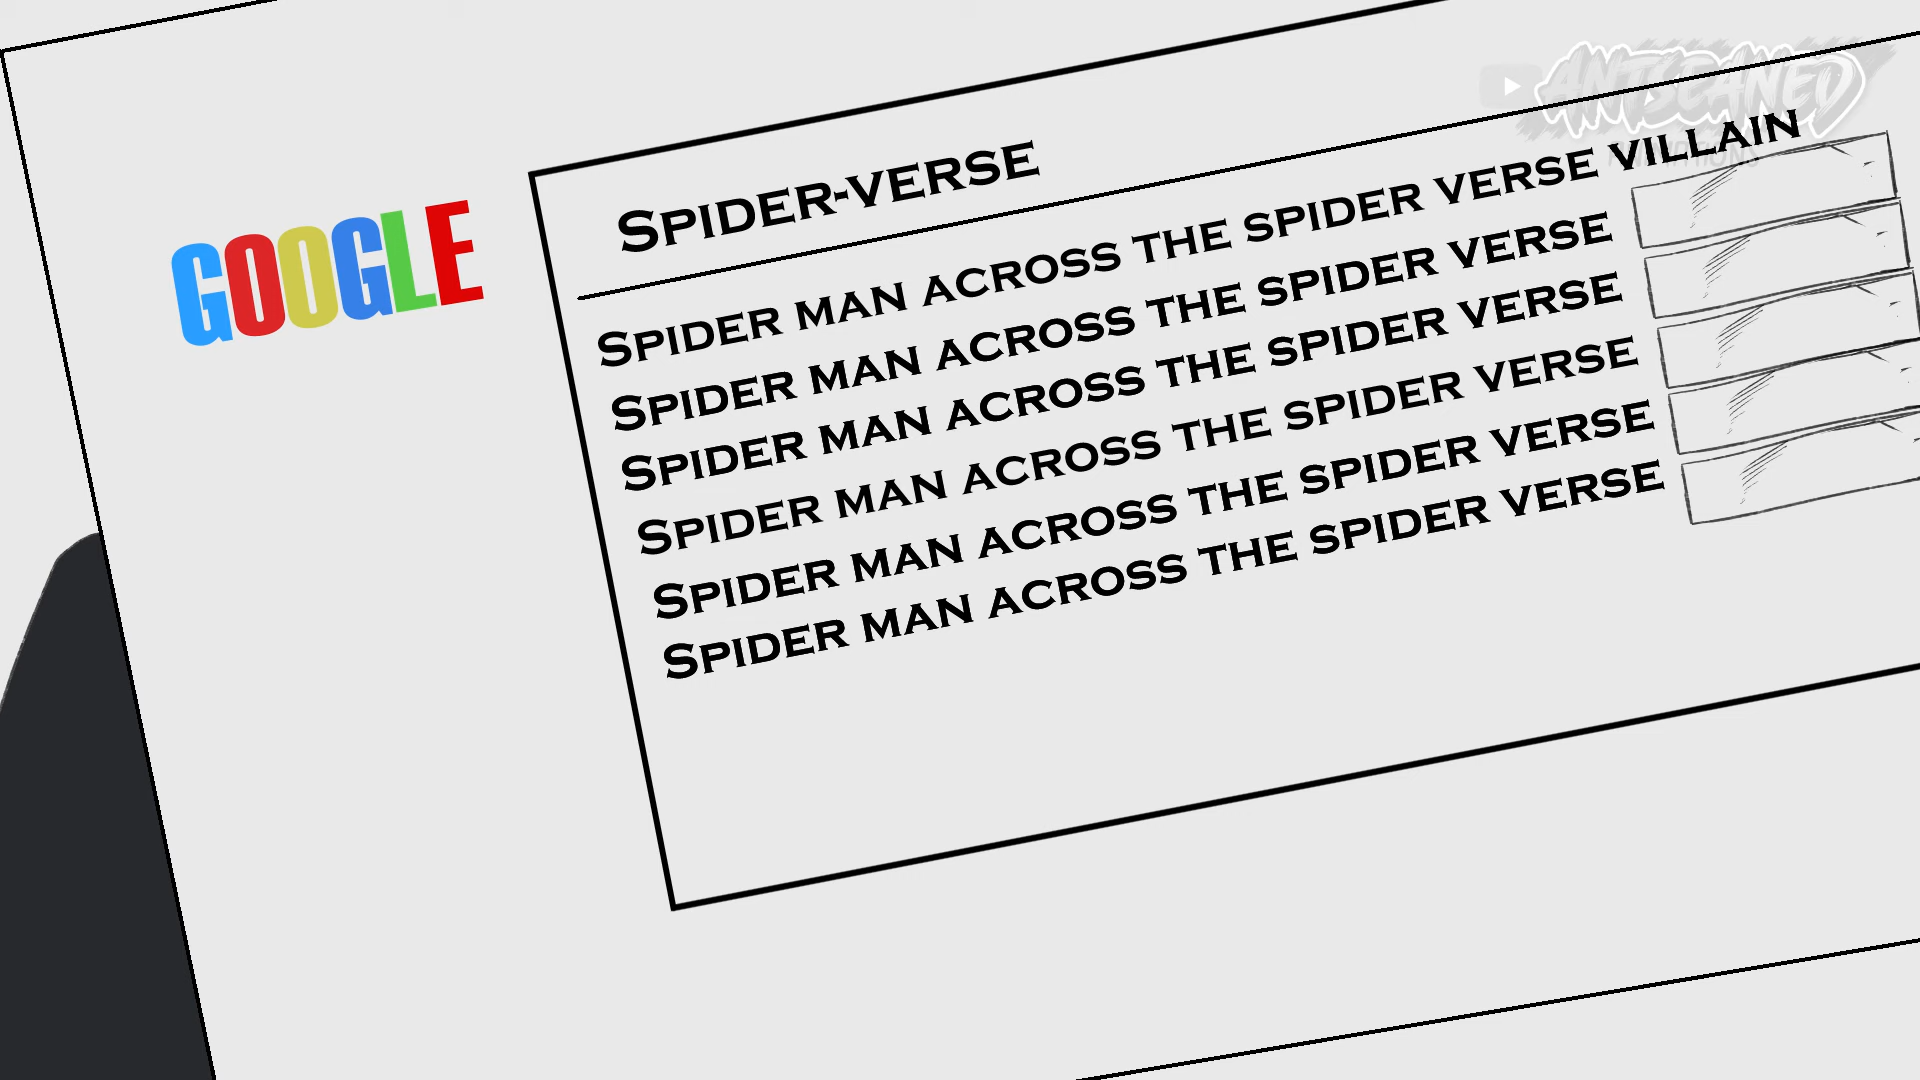 ANTSCANED
GOOGLE
SPIDER-VERSE
SPIDER MAN ACROSS THE SPIDER VERSE VILLAIN
SPIDER MAN ACROSS THE SPIDER VERSE
SPIDER MAN ACROSS THE SPIDER VERSE
SPIDER MAN ACROSS THE SPIDER VERSE
SPIDER MAN ACROSS THE SPIDER VERSE
SPIDER MAN ACROSS THE SPIDER VERSE